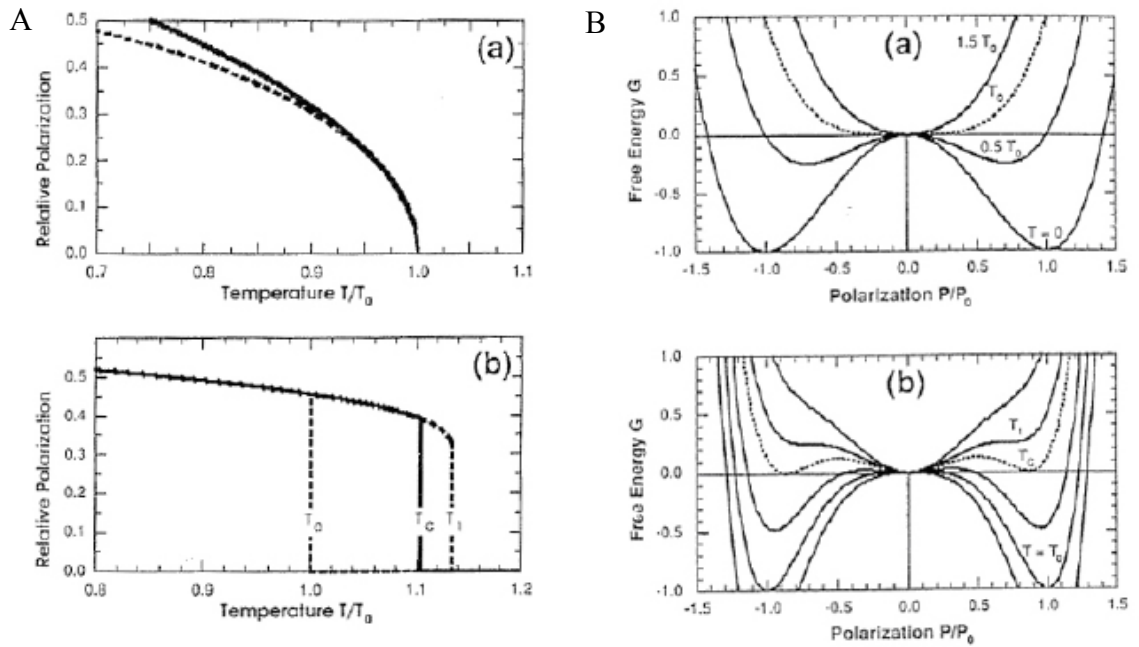 A
(a)
Relative Polarization
0.5
0.4
0.3
0.2
0.1
0.0
0.7
0.8
0.9
1.0
1.1
Temperature T/T₀
(b)
Relative Polarization
0.5
0.4
0.3
0.2
0.1
0.0
T₀
T_C
T₁
0.8
0.9
1.0
1.1
1.2
Temperature T/T₀
B
(a)
Free Energy G
1.0
0.5
0.0
-0.5
-1.0
1.5 T₀
T₀
0.5 T₀
T = 0
-1.5
-1.0
-0.5
0.0
0.5
1.0
1.5
Polarization P/P₀
(b)
Free Energy G
1.0
0.5
0.0
-0.5
-1.0
T₁
T_C
T = T₀
-1.5
-1.0
-0.5
0.0
0.5
1.0
1.5
Polarization P/P₀